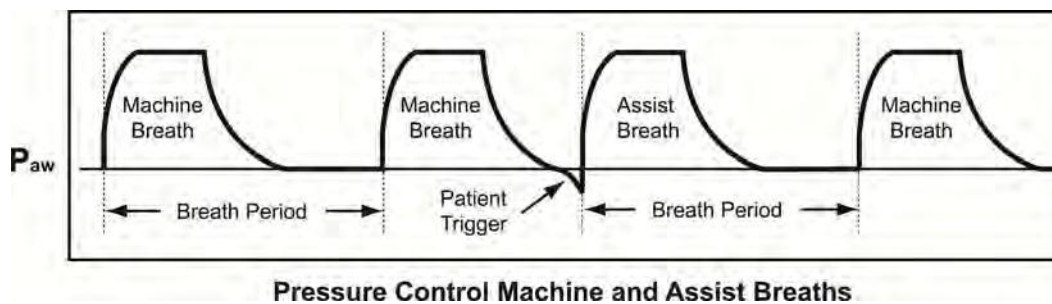 Machine
Breath
Machine
Breath
Assist
Breath
Machine
Breath
Paw
Breath Period
Patient
Trigger
Breath Period
Pressure Control Machine and Assist Breaths